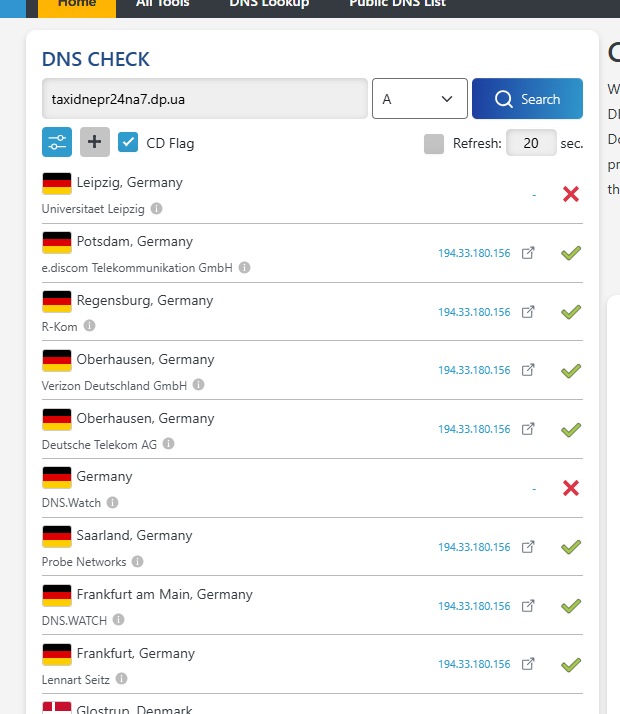 Home All Tools DNS Lookup Public DNS List
DNS CHECK
taxidnepr24na7.dp.ua A Search
CD Flag Refresh: 20 sec.
Leipzig, Germany
Universitaet Leipzig
-
Potsdam, Germany
e.discom Telekommunikation GmbH
194.33.180.156
Regensburg, Germany
R-Kom
194.33.180.156
Oberhausen, Germany
Verizon Deutschland GmbH
194.33.180.156
Oberhausen, Germany
Deutsche Telekom AG
194.33.180.156
Germany
DNS.Watch
-
Saarland, Germany
Probe Networks
194.33.180.156
Frankfurt am Main, Germany
DNS.WATCH
194.33.180.156
Frankfurt, Germany
Lennart Seitz
194.33.180.156
Glostrup, Denmark